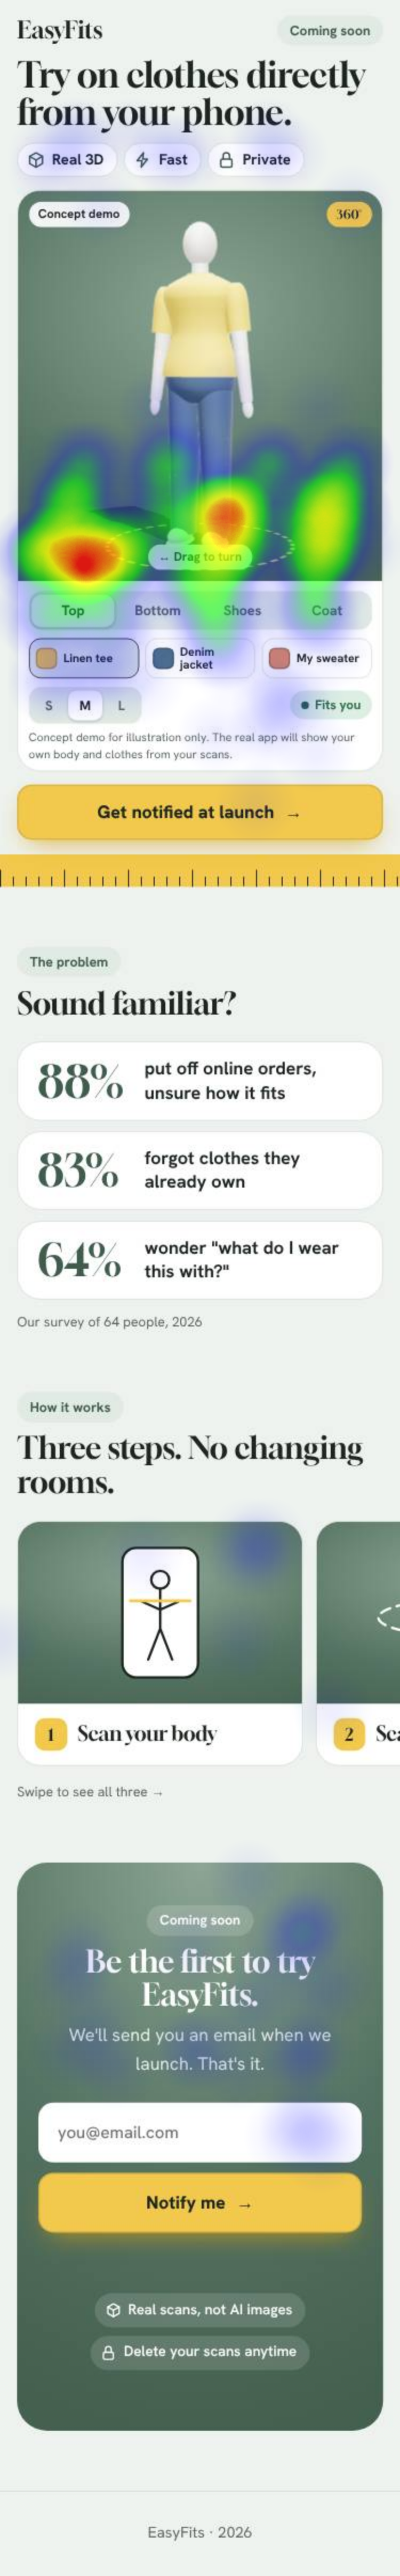 EasyFits
Coming soon
Try on clothes directly
from your phone.
Real 3D
Fast
Private
Concept demo
360°
↔ Drag to turn
Top
Bottom
Shoes
Coat
Linen tee
Denim
jacket
My sweater
S
M
L
Fits you
Concept demo for illustration only. The real app will show your
own body and clothes from your scans.
Get notified at launch →
The problem
Sound familiar?
88%
put off online orders,
unsure how it fits
83%
forgot clothes they
already own
64%
wonder "what do I wear
this with?"
Our survey of 64 people, 2026
How it works
Three steps. No changing
rooms.
1 Scan your body
2 Sca
Swipe to see all three →
Coming soon
Be the first to try
EasyFits.
We'll send you an email when we
launch. That's it.
you@email.com
Notify me →
Real scans, not AI images
Delete your scans anytime
EasyFits · 2026